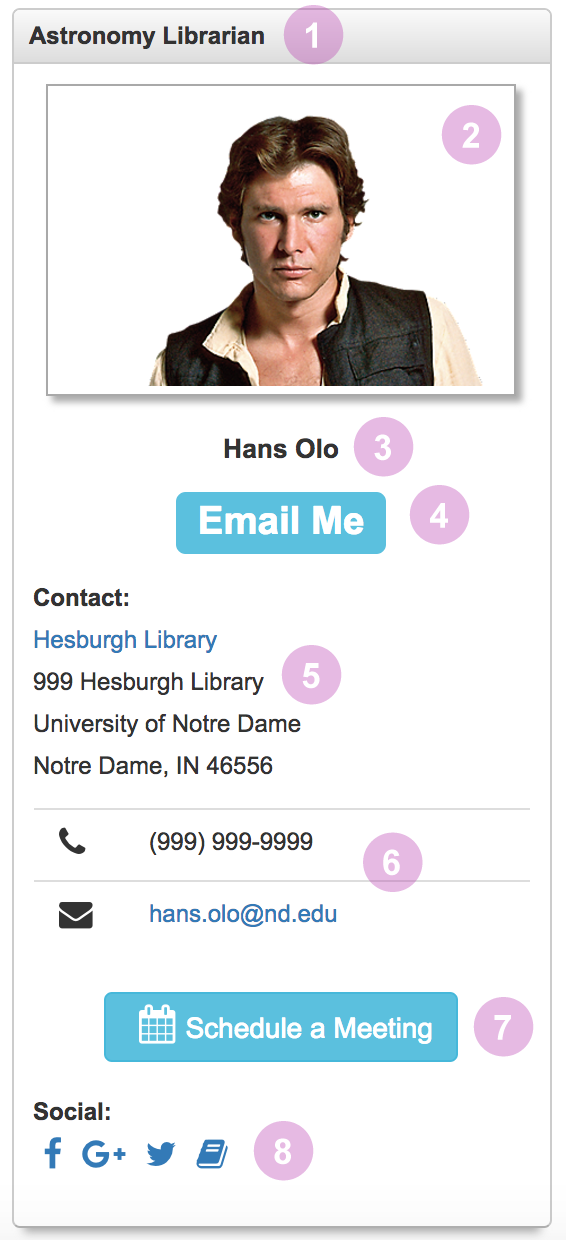 Astronomy Librarian 1
2
Hans Olo 3
Email Me 4
Contact:
Hesburgh Library
999 Hesburgh Library 5
University of Notre Dame
Notre Dame, IN 46556
(999) 999-9999
6
hans.olo@nd.edu
Schedule a Meeting 7
Social:
f G+ 8